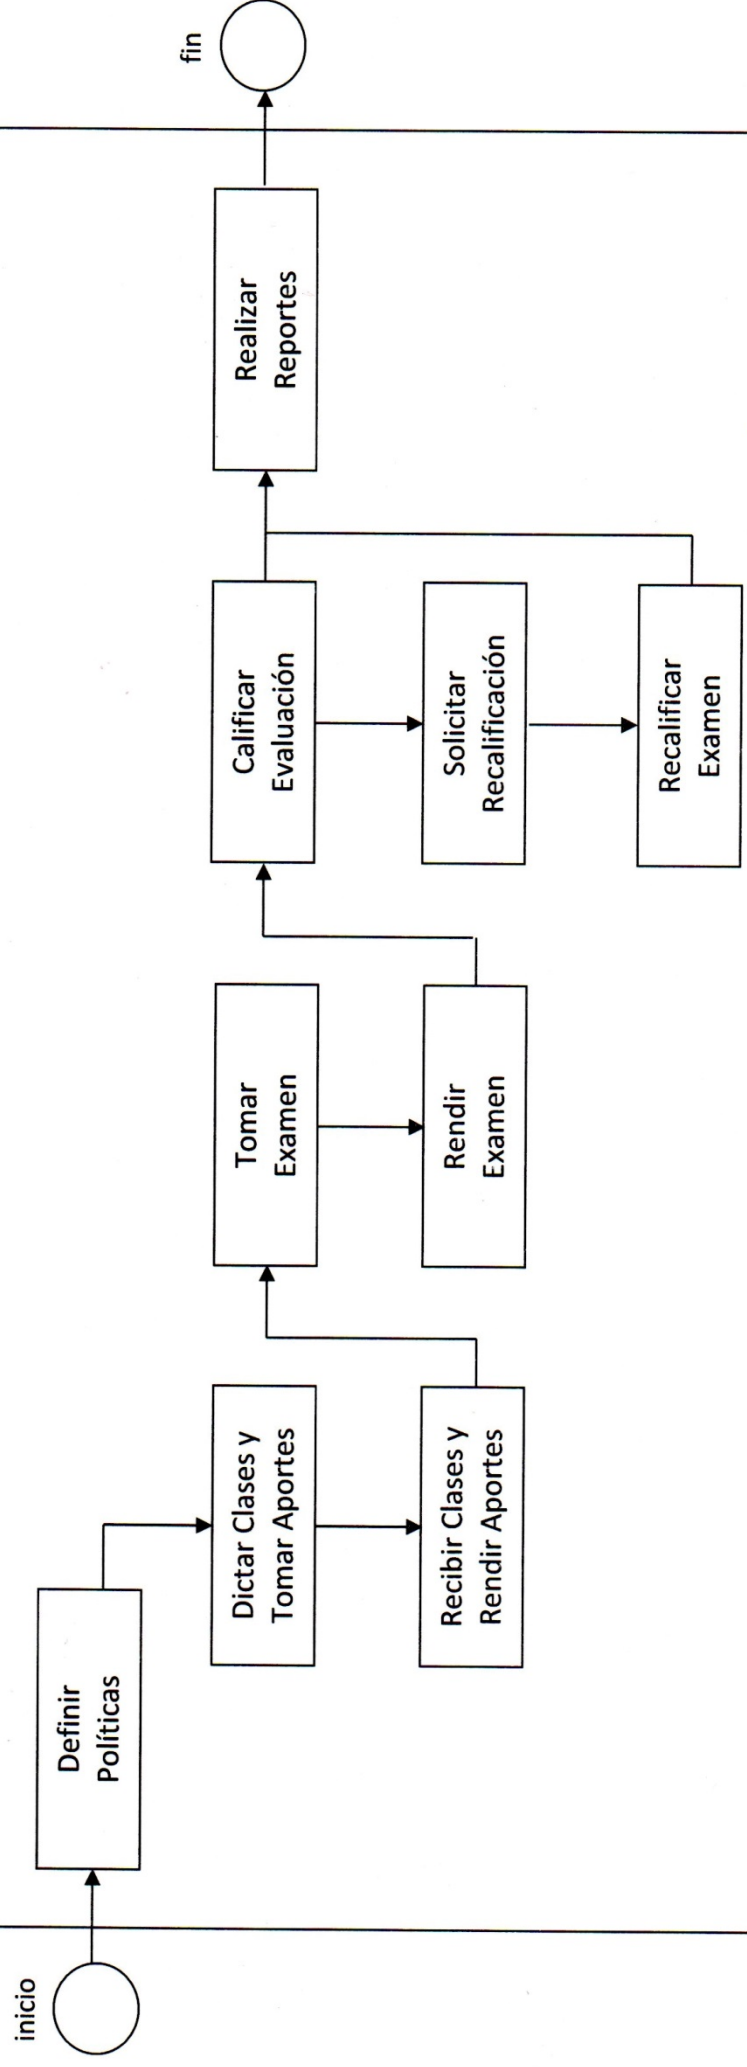 inicio
Definir
Políticas
Dictar Clases y
Tomar Aportes
Recibir Clases y
Rendir Aportes
Tomar
Examen
Rendir
Examen
Calificar
Evaluación
Solicitar
Recalificación
Recalificar
Examen
Realizar
Reportes
fin